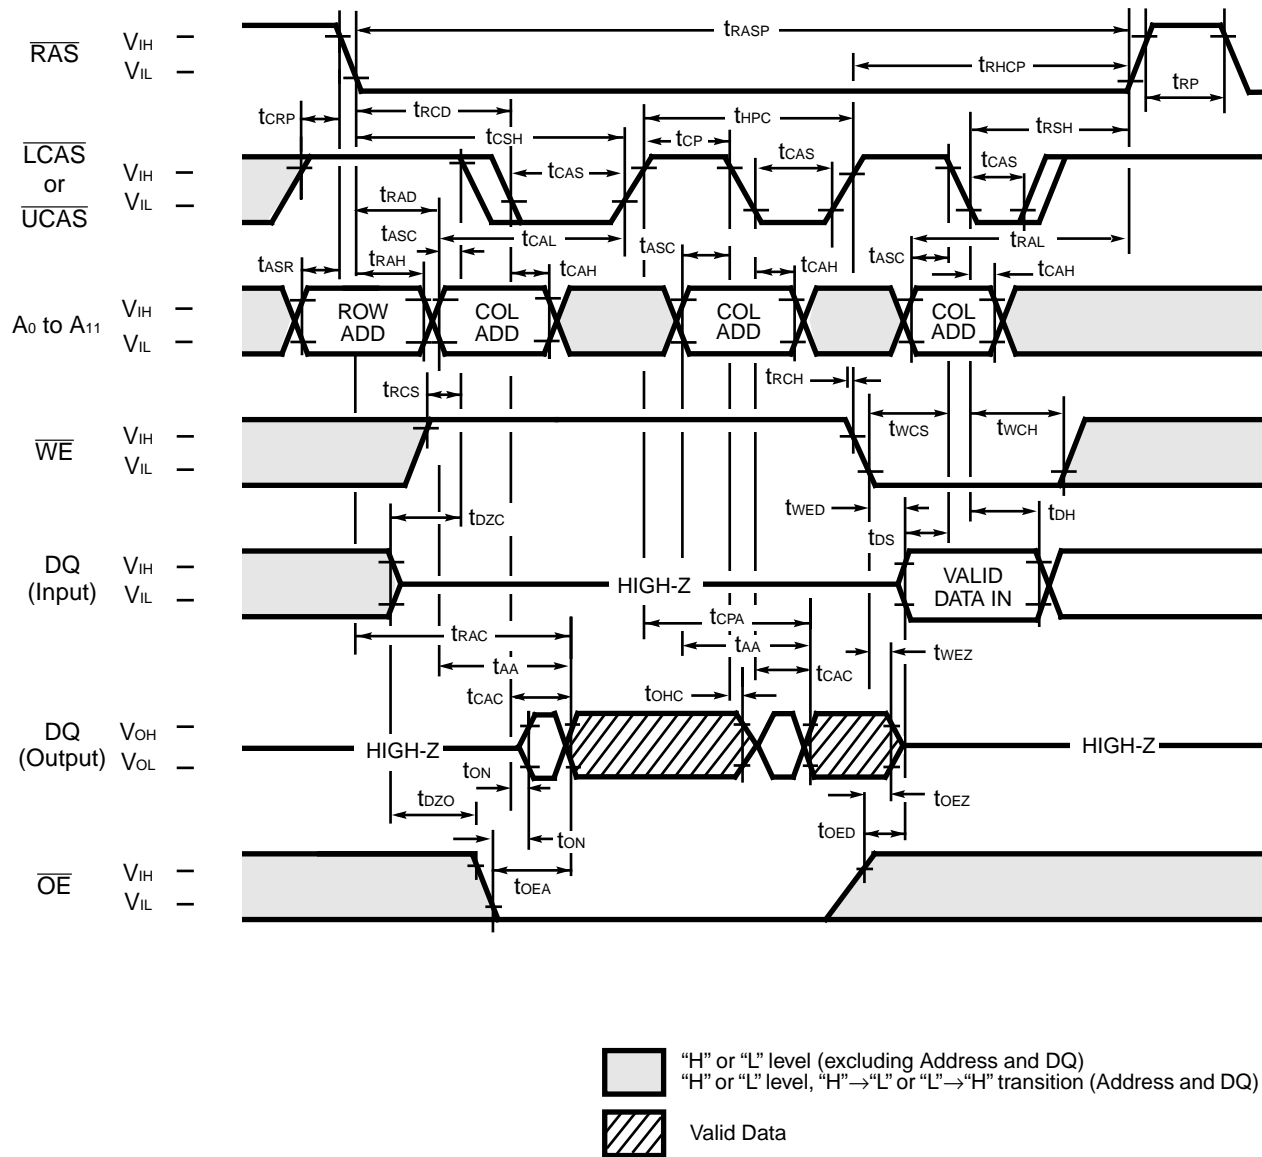 tRASP
RAS
VIH
VIL
tRHCP
tRP
tCRP
tRCD
tHPC
tRSH
tCSH
tCP
LCAS
or
UCAS
VIH
VIL
tCAS
tCAS
tCAS
tRAD
tASC
tCAL
tASC
tASC
tRAL
tASR
tRAH
tCAH
tCAH
tCAH
A0 to A11
VIH
VIL
ROW
ADD
COL
ADD
COL
ADD
COL
ADD
tRCS
tRCH
WE
VIH
VIL
tWCS
tWCH
tDZC
tWED
tDS
tDH
DQ
(Input)
VIH
VIL
HIGH-Z
VALID
DATA IN
tRAC
tCPA
tAA
tAA
tWEZ
tCAC
tOHC
tCAC
DQ
(Output)
VOH
VOL
HIGH-Z
HIGH-Z
tON
tDZO
tOEZ
tON
tOED
OE
VIH
VIL
tOEA
“H” or “L” level (excluding Address and DQ)
“H” or “L” level, “H”→“L” or “L”→“H” transition (Address and DQ)
Valid Data